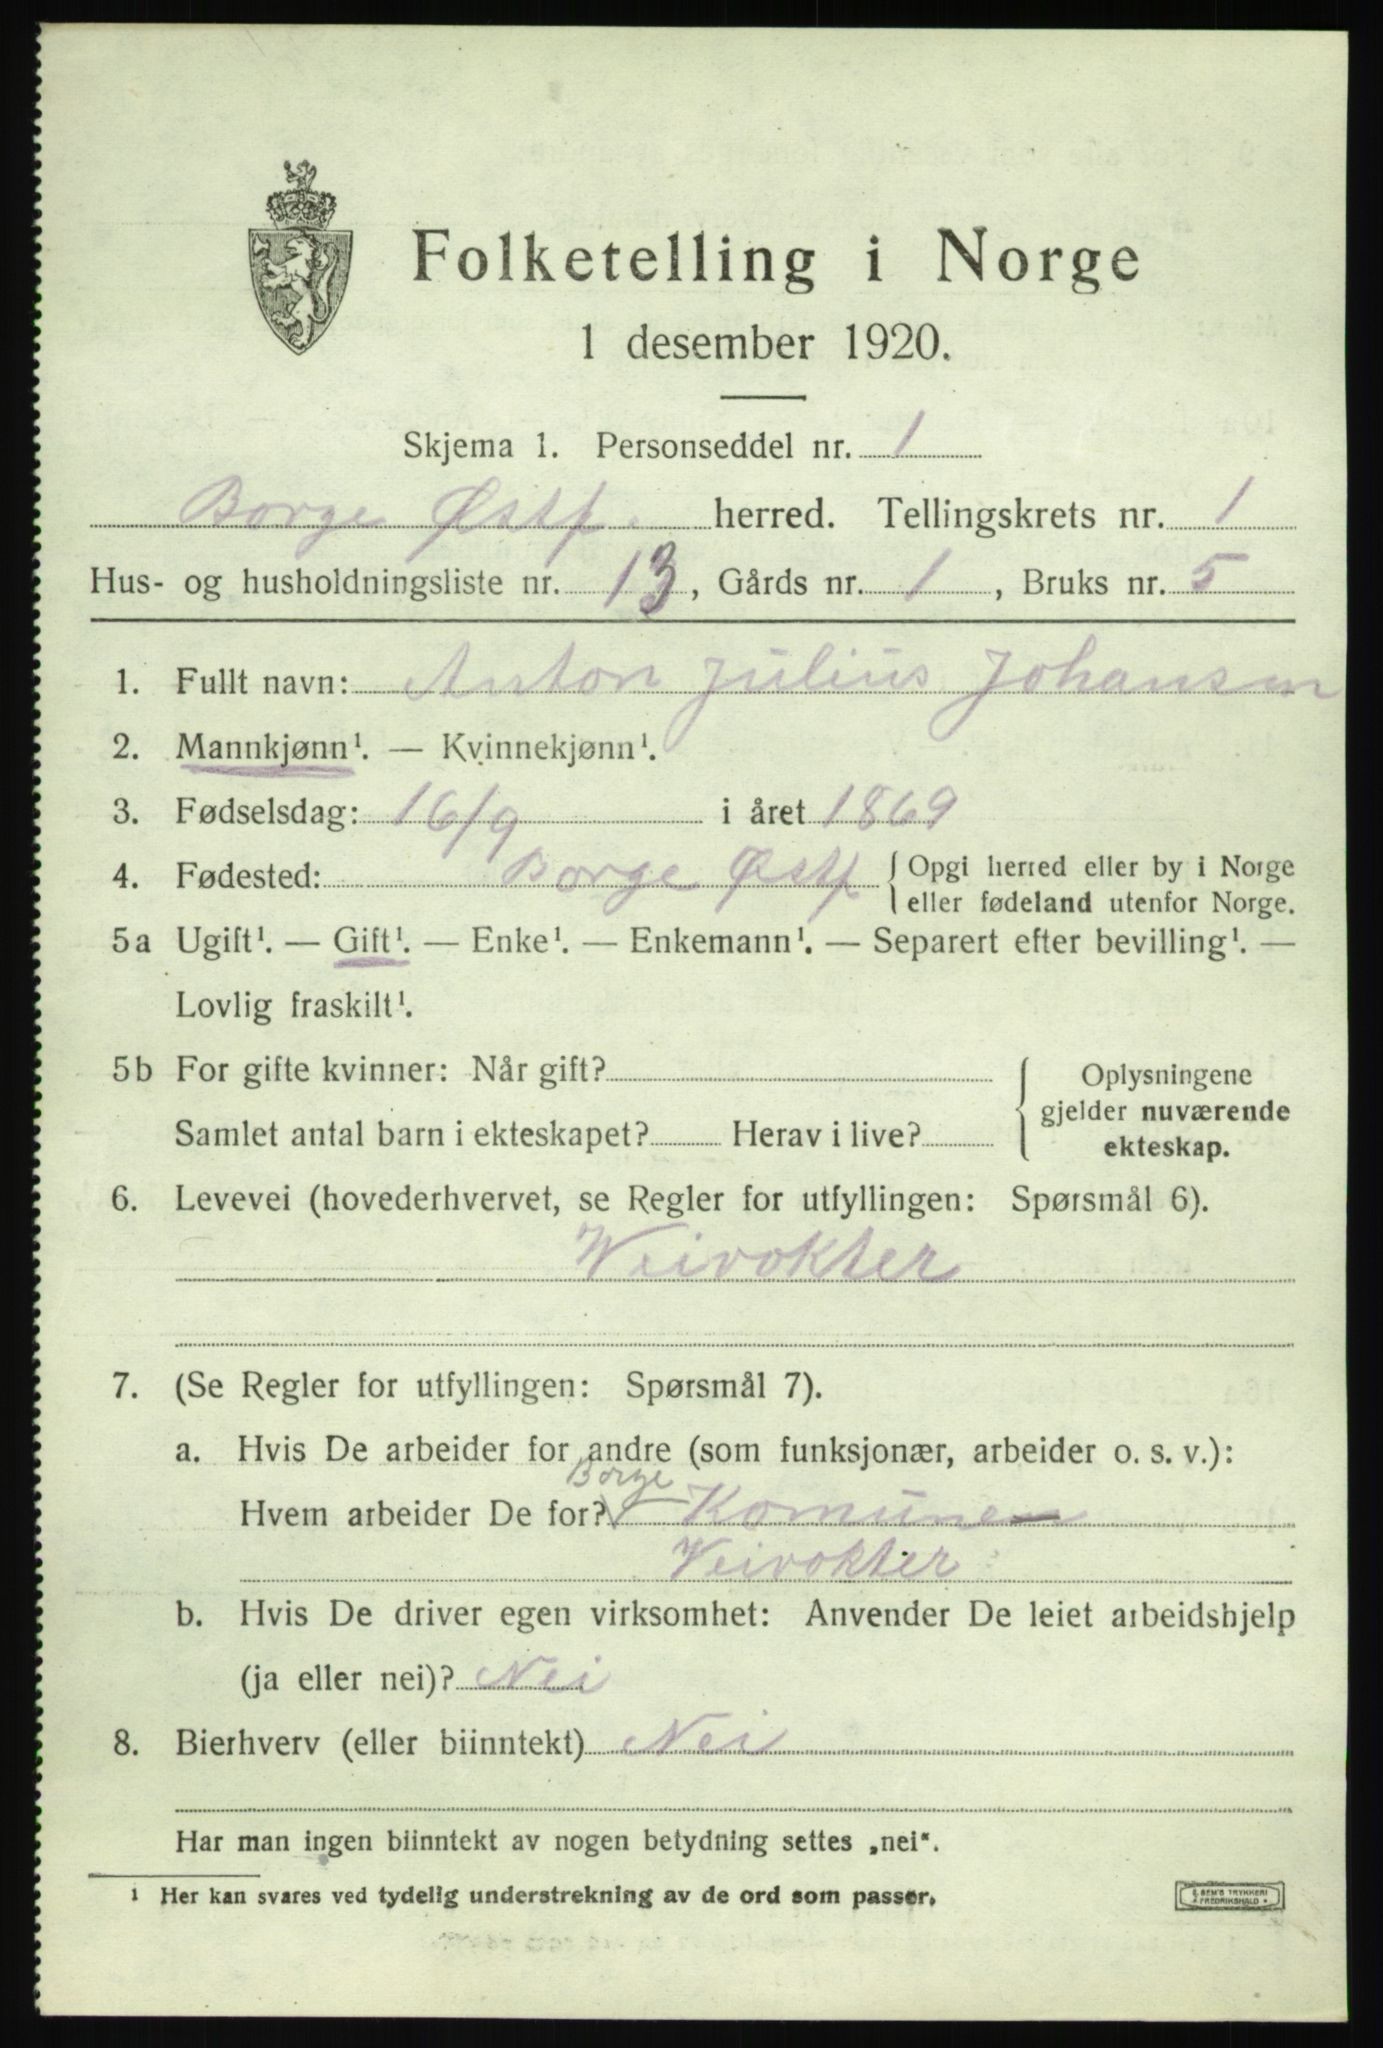 Folketelling i Norge
1 desember 1920.
Skjema 1. Personseddel nr. 1
Borge Østf. herred. Tellingskrets nr. 1
Hus- og husholdningsliste nr. 13, Gårds nr. 1, Bruks nr. 5
1. Fullt navn: Anton Julius Johansen
2. Mannkjønn¹. — Kvinnekjønn¹.
3. Fødselsdag: 16/9 i året 1869
4. Fødested: Borge Østf { Opgi herred eller by i Norge
eller fødeland utenfor Norge.
5a Ugift¹. — Gift¹. — Enke¹. — Enkemann¹. — Separert efter bevilling¹. —
Lovlig fraskilt¹.
5b For gifte kvinner: Når gift?
Samlet antal barn i ekteskapet? Herav i live?
{ Oplysningene
gjelder nuværende
ekteskap.
6. Levevei (hovederhvervet, se Regler for utfyllingen: Spørsmål 6).
Veivokter
7. (Se Regler for utfyllingen: Spørsmål 7).
a. Hvis De arbeider for andre (som funksjonær, arbeider o. s. v.):
Borge
Hvem arbeider De for? Komune
Veivokter
b. Hvis De driver egen virksomhet: Anvender De leiet arbeidshjelp
(ja eller nei)? Nei
8. Bierhverv (eller biinntekt) Nei
Har man ingen biinntekt av nogen betydning settes „nei“.
¹ Her kan svares ved tydelig understrekning av de ord som passer.
E. SEM'S TRYKKERI
FREDRIKSHALD